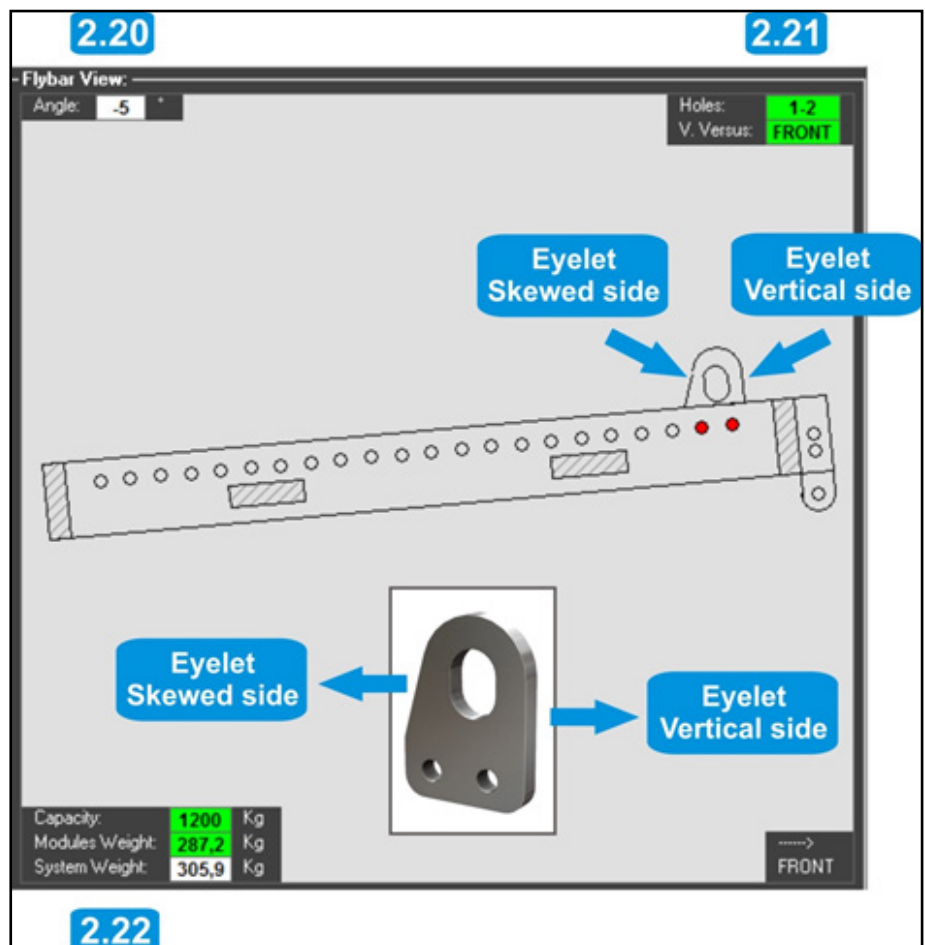 2.20
2.21
Flybar View:
Angle: -5 °
Holes: 1-2
V. Versus: FRONT
Eyelet
Skewed side
Eyelet
Vertical side
Eyelet
Skewed side
Eyelet
Vertical side
Capacity: 1200 Kg
Modules Weight: 287,2 Kg
System Weight: 305,9 Kg
------>
FRONT
2.22